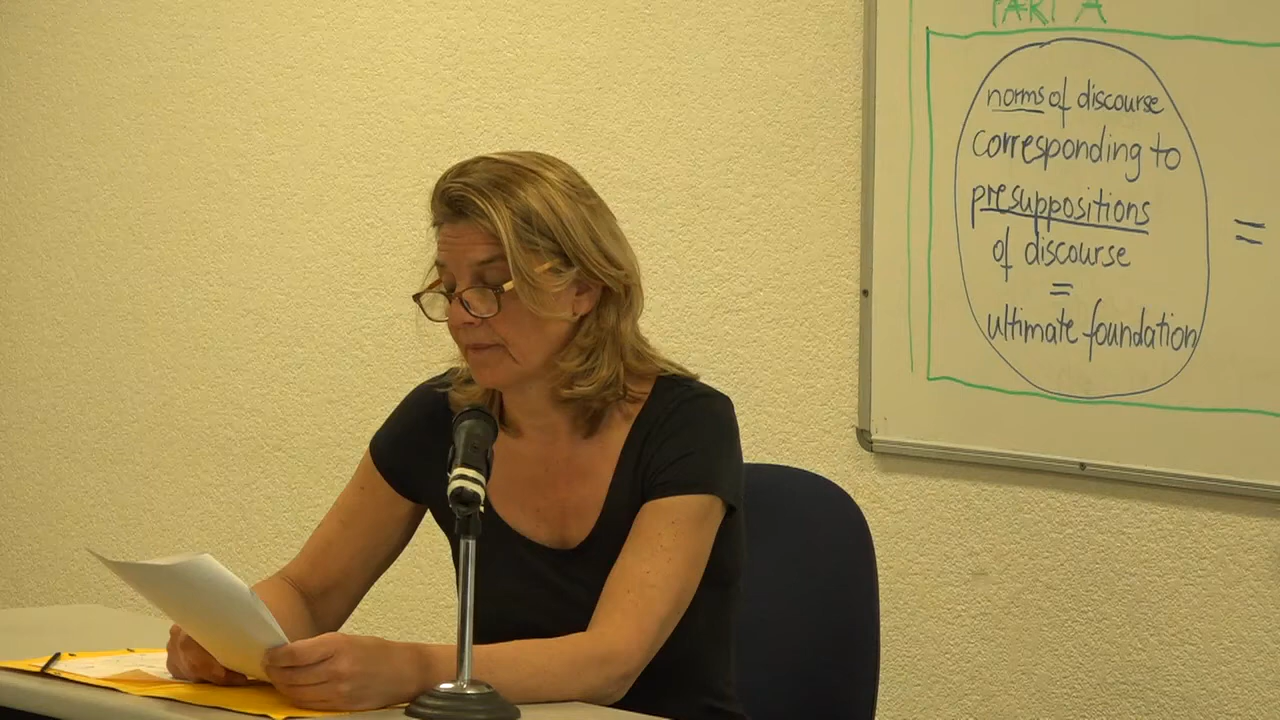 PART A
norms of discourse
corresponding to
presuppositions
of discourse
=
ultimate foundation
=